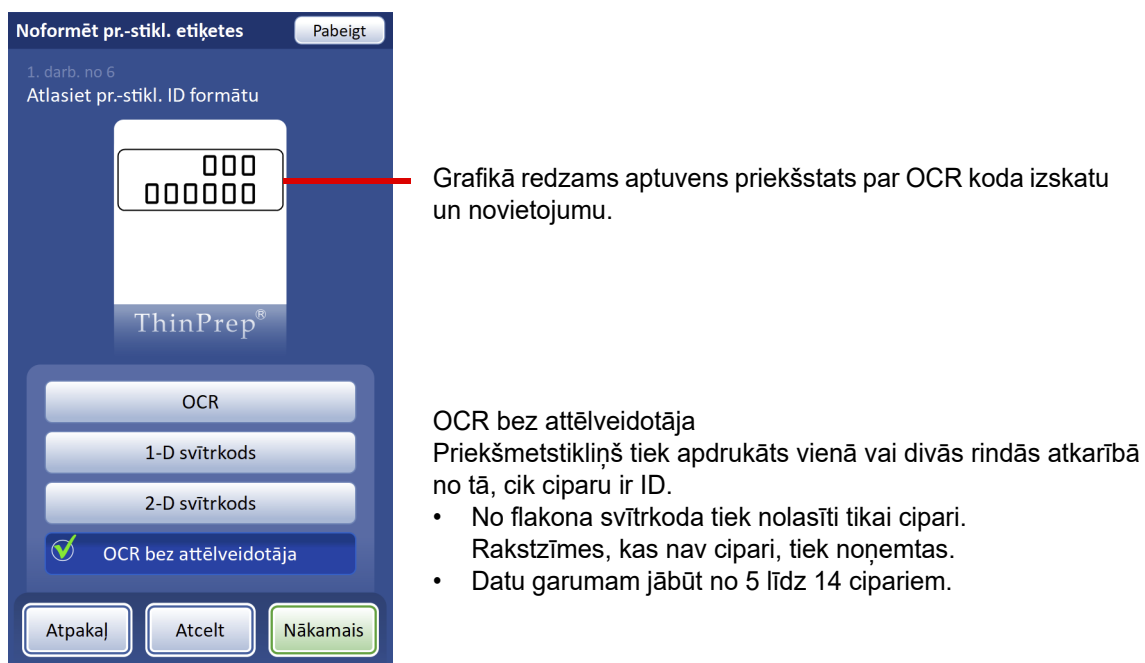 Noformēt pr.-stikl. etiķetes
Pabeigt
1. darb. no 6
Atlasiet pr.-stikl. ID formātu
000
000000
ThinPrep®
OCR
1-D svītrkods
2-D svītrkods
OCR bez attēlveidotāja
Atpakaļ
Atcelt
Nākamais
Grafikā redzams aptuvens priekšstats par OCR koda izskatu
un novietojumu.
OCR bez attēlveidotāja
Priekšmetstikliņš tiek apdrukāts vienā vai divās rindās atkarībā
no tā, cik ciparu ir ID.
• No flakona svītrkoda tiek nolasīti tikai cipari.
Rakstzīmes, kas nav cipari, tiek noņemtas.
• Datu garumam jābūt no 5 līdz 14 cipariem.